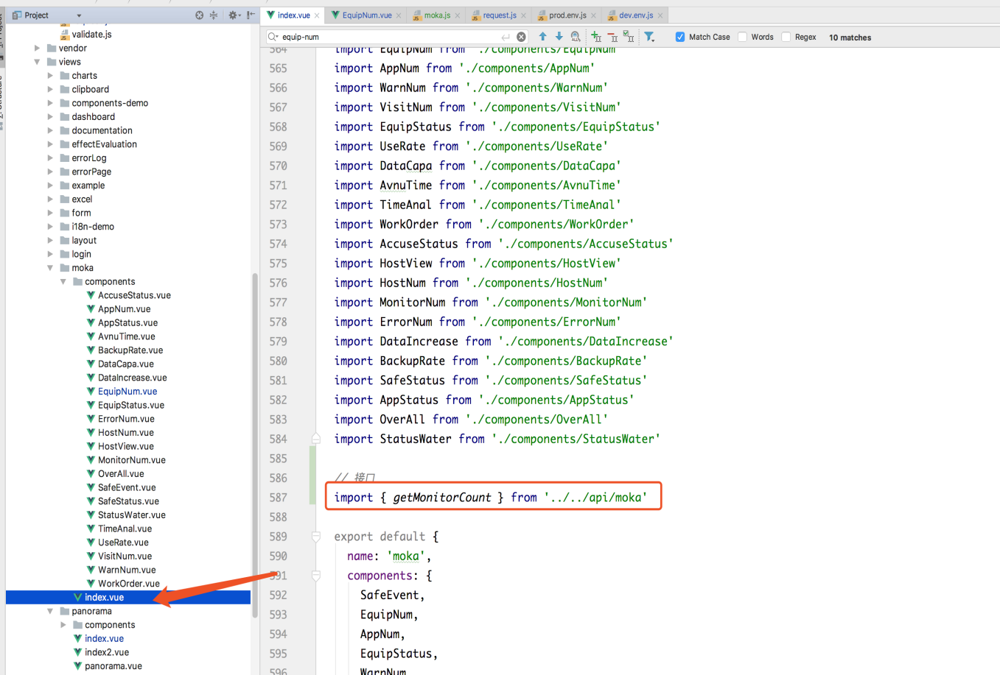 Project
index.vue
EquipNum.vue
moka.js
request.js
prod.env.js
dev.env.js
equip-num
Match Case
Words
Regex
10 matches
validate.js
vendor
views
charts
clipboard
components-demo
dashboard
documentation
effectEvaluation
errorLog
errorPage
example
excel
form
i18n-demo
layout
login
moka
components
AccuseStatus.vue
AppNum.vue
AppStatus.vue
AvnuTime.vue
BackupRate.vue
DataCapa.vue
DataIncrease.vue
EquipNum.vue
EquipStatus.vue
ErrorNum.vue
HostNum.vue
HostView.vue
MonitorNum.vue
OverAll.vue
SafeEvent.vue
SafeStatus.vue
StatusWater.vue
TimeAnal.vue
UseRate.vue
VisitNum.vue
WarnNum.vue
WorkOrder.vue
index.vue
panorama
components
index.vue
index2.vue
panorama.vue
564 import EquipNum from './components/EquipNum'
565 import AppNum from './components/AppNum'
566 import WarnNum from './components/WarnNum'
567 import VisitNum from './components/VisitNum'
568 import EquipStatus from './components/EquipStatus'
569 import UseRate from './components/UseRate'
570 import DataCapa from './components/DataCapa'
571 import AvnuTime from './components/AvnuTime'
572 import TimeAnal from './components/TimeAnal'
573 import WorkOrder from './components/WorkOrder'
574 import AccuseStatus from './components/AccuseStatus'
575 import HostView from './components/HostView'
576 import HostNum from './components/HostNum'
577 import MonitorNum from './components/MonitorNum'
578 import ErrorNum from './components/ErrorNum'
579 import DataIncrease from './components/DataIncrease'
580 import BackupRate from './components/BackupRate'
581 import SafeStatus from './components/SafeStatus'
582 import AppStatus from './components/AppStatus'
583 import OverAll from './components/OverAll'
584 import StatusWater from './components/StatusWater'
585
586 // 接口
587 import { getMonitorCount } from '../../api/moka'
588
589 export default {
590 name: 'moka',
591 components: {
592 SafeEvent,
593 EquipNum,
594 AppNum,
595 EquipStatus,
596 WarnNum